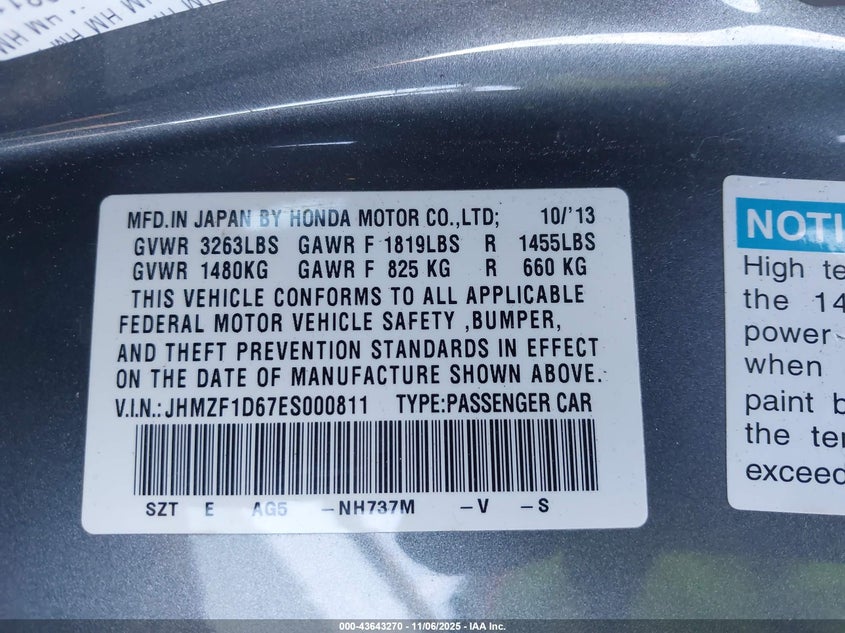 HM HM
MFD.IN JAPAN BY HONDA MOTOR CO.,LTD; 10/'13
GVWR 3263LBS GAWR F 1819LBS R 1455LBS
GVWR 1480KG GAWR F 825 KG R 660 KG
THIS VEHICLE CONFORMS TO ALL APPLICABLE
FEDERAL MOTOR VEHICLE SAFETY ,BUMPER,
AND THEFT PREVENTION STANDARDS IN EFFECT
ON THE DATE OF MANUFACTURE SHOWN ABOVE.
V.I.N.:JHMZF1D67ES000811 TYPE:PASSENGER CAR
SZT E AG5 -NH737M -V -S
NOTI
High te
the 14
power
when
paint b
the ter
exceed
000-43643270 - 11/06/2025 - IAA Inc.